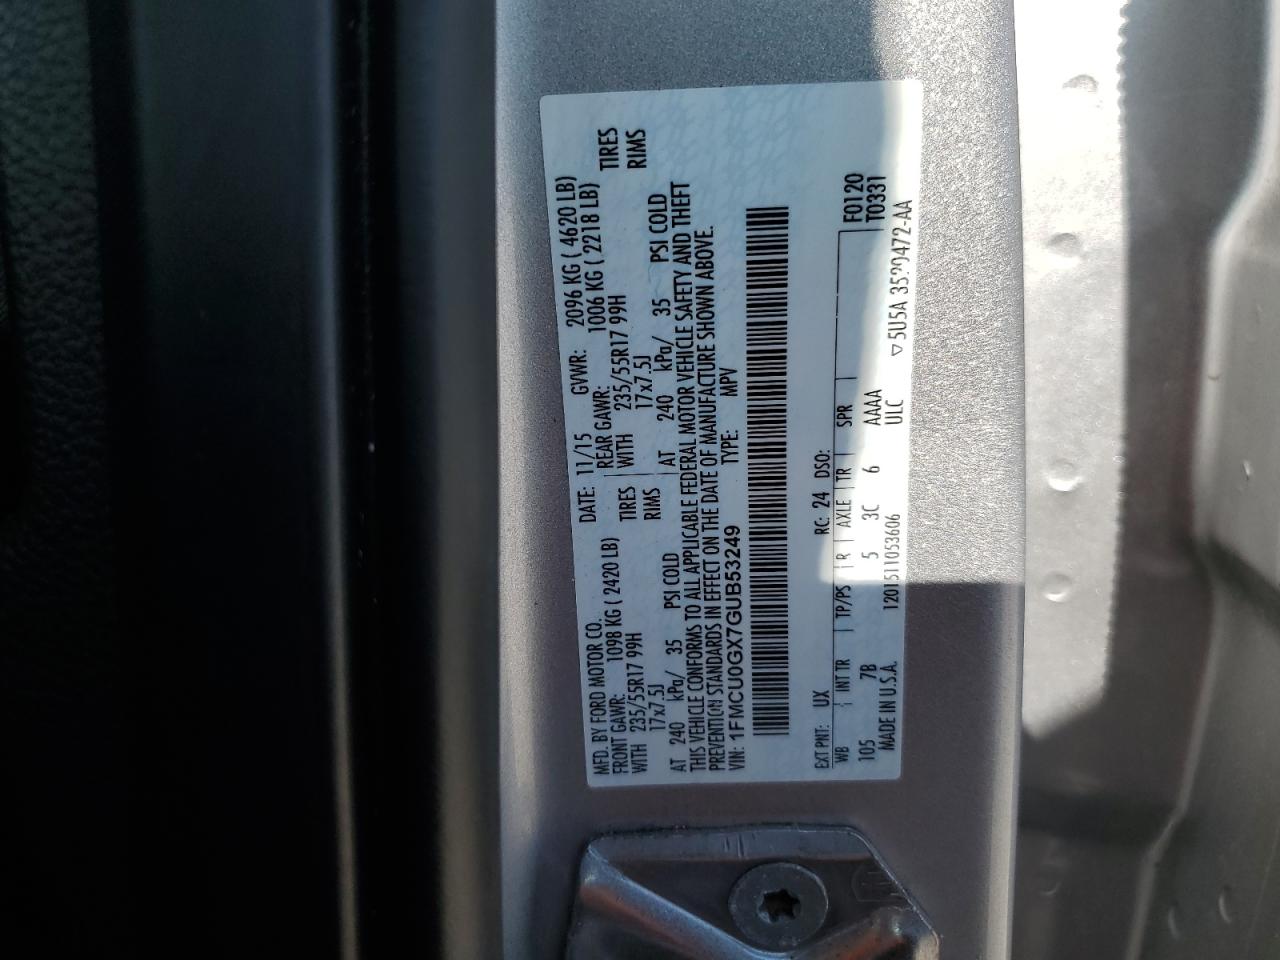 MFD. BY FORD MOTOR CO. DATE: 11/15 GVWR: 2096 KG ( 4620 LB)
FRONT GAWR: 1098 KG ( 2420 LB) REAR GAWR: 1006 KG ( 2218 LB)
WITH 235/55R17 99H TIRES WITH 235/55R17 99H TIRES
17x7.5J RIMS 17x7.5J RIMS
AT 240 kPa/ 35 PSI COLD AT 240 kPa/ 35 PSI COLD
THIS VEHICLE CONFORMS TO ALL APPLICABLE FEDERAL MOTOR VEHICLE SAFETY AND THEFT
PREVENTION STANDARDS IN EFFECT ON THE DATE OF MANUFACTURE SHOWN ABOVE.
VIN: 1FMCU0GX7GUB53249 TYPE: MPV
EXT PNT: UX RC: 24 DSO: F0120
WB INT TR TP/PS R AXLE TR SPR T0331
105 7B 5 3C 6 AAAA
MADE IN U.S.A. 1201511053606 ULC ▽5U5A